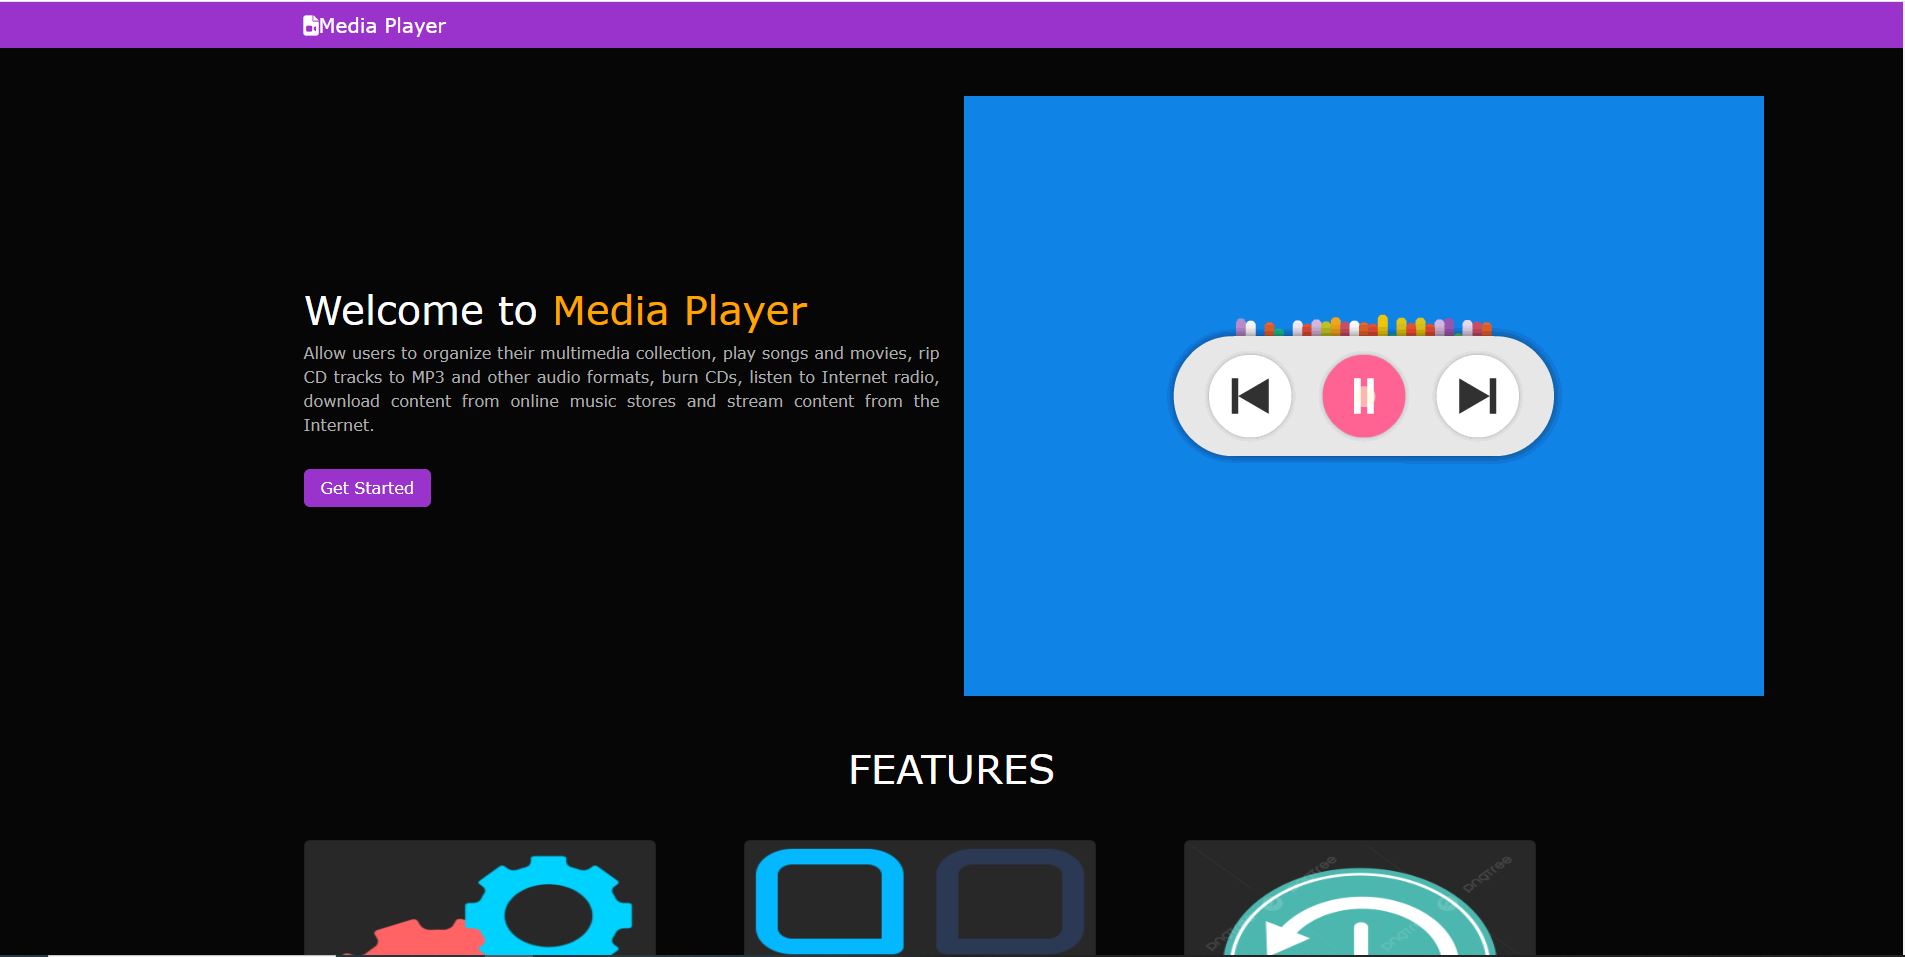 Media Player
Welcome to Media Player
Allow users to organize their multimedia collection, play songs and movies, rip
CD tracks to MP3 and other audio formats, burn CDs, listen to Internet radio,
download content from online music stores and stream content from the
Internet.
Get Started
FEATURES
pngtree
pngtree